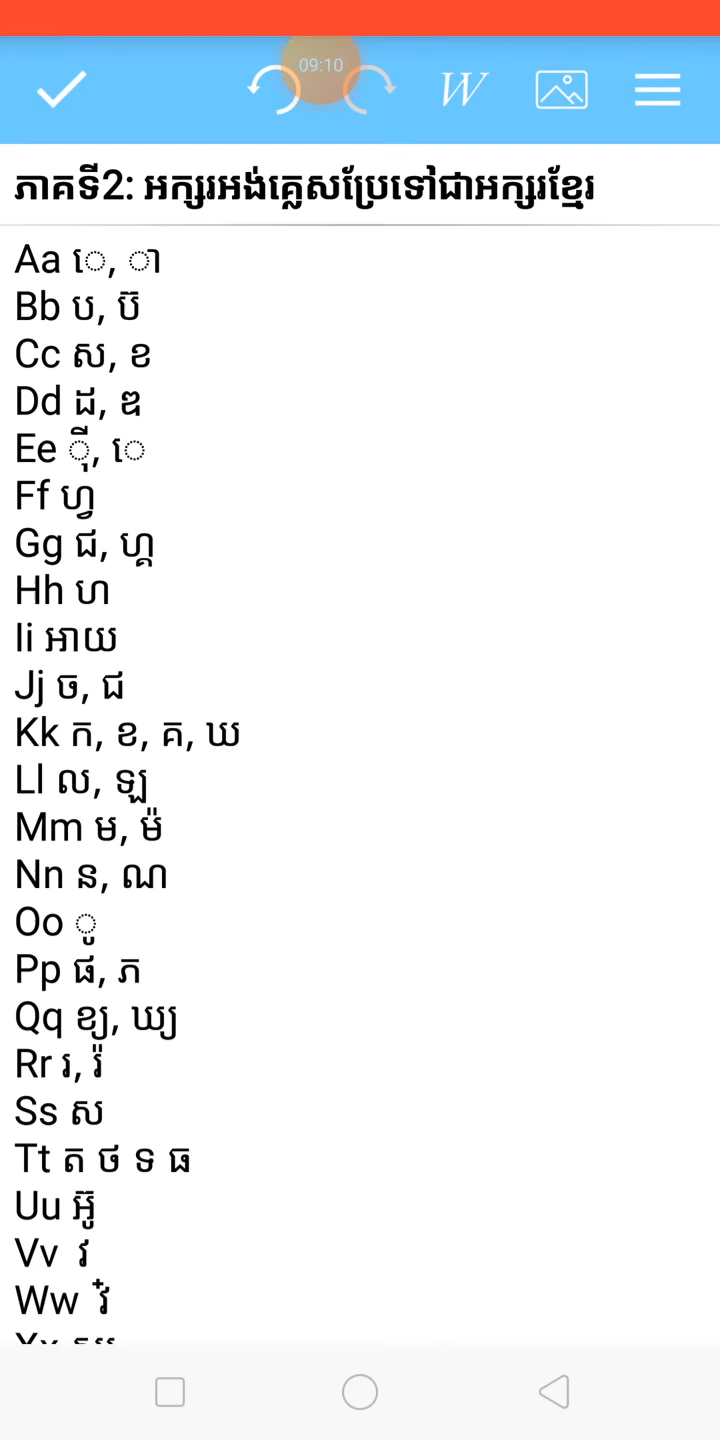 09:10
W
ភាគទី2: អក្សរអង់គ្លេសប្រែទៅជាអក្សរខ្មែរ
Aa េ, ា
Bb ប, ប៊
Cc ស, ខ
Dd ដ, ឌ
Ee ុី, េ
Ff ហ្វ
Gg ជ, ហ្គ
Hh ហ
Ii អាយ
Jj ច, ជ
Kk ក, ខ, គ, ឃ
Ll ល, ឡ
Mm ម, ម៉
Nn ន, ណ
Oo ូ
Pp ផ, ភ
Qq ខ្យ, ឃ្យ
Rr រ, រ៉
Ss ស
Tt ត ថ ទ ធ
Uu អ៊ូ
Vv វ
Ww វ៉